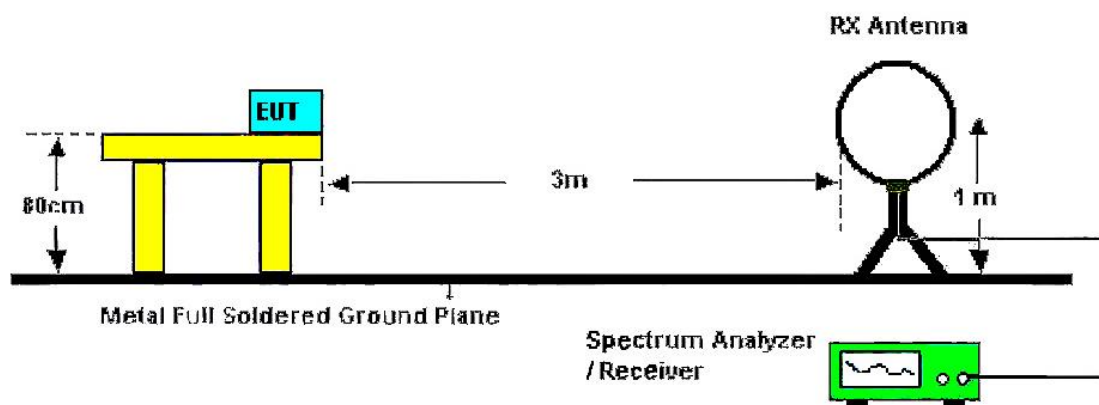 RX Antenna
EUT
80cm
3m
1 m
Metal Full Soldered Ground Plane
Spectrum Analyzer
/ Receiver